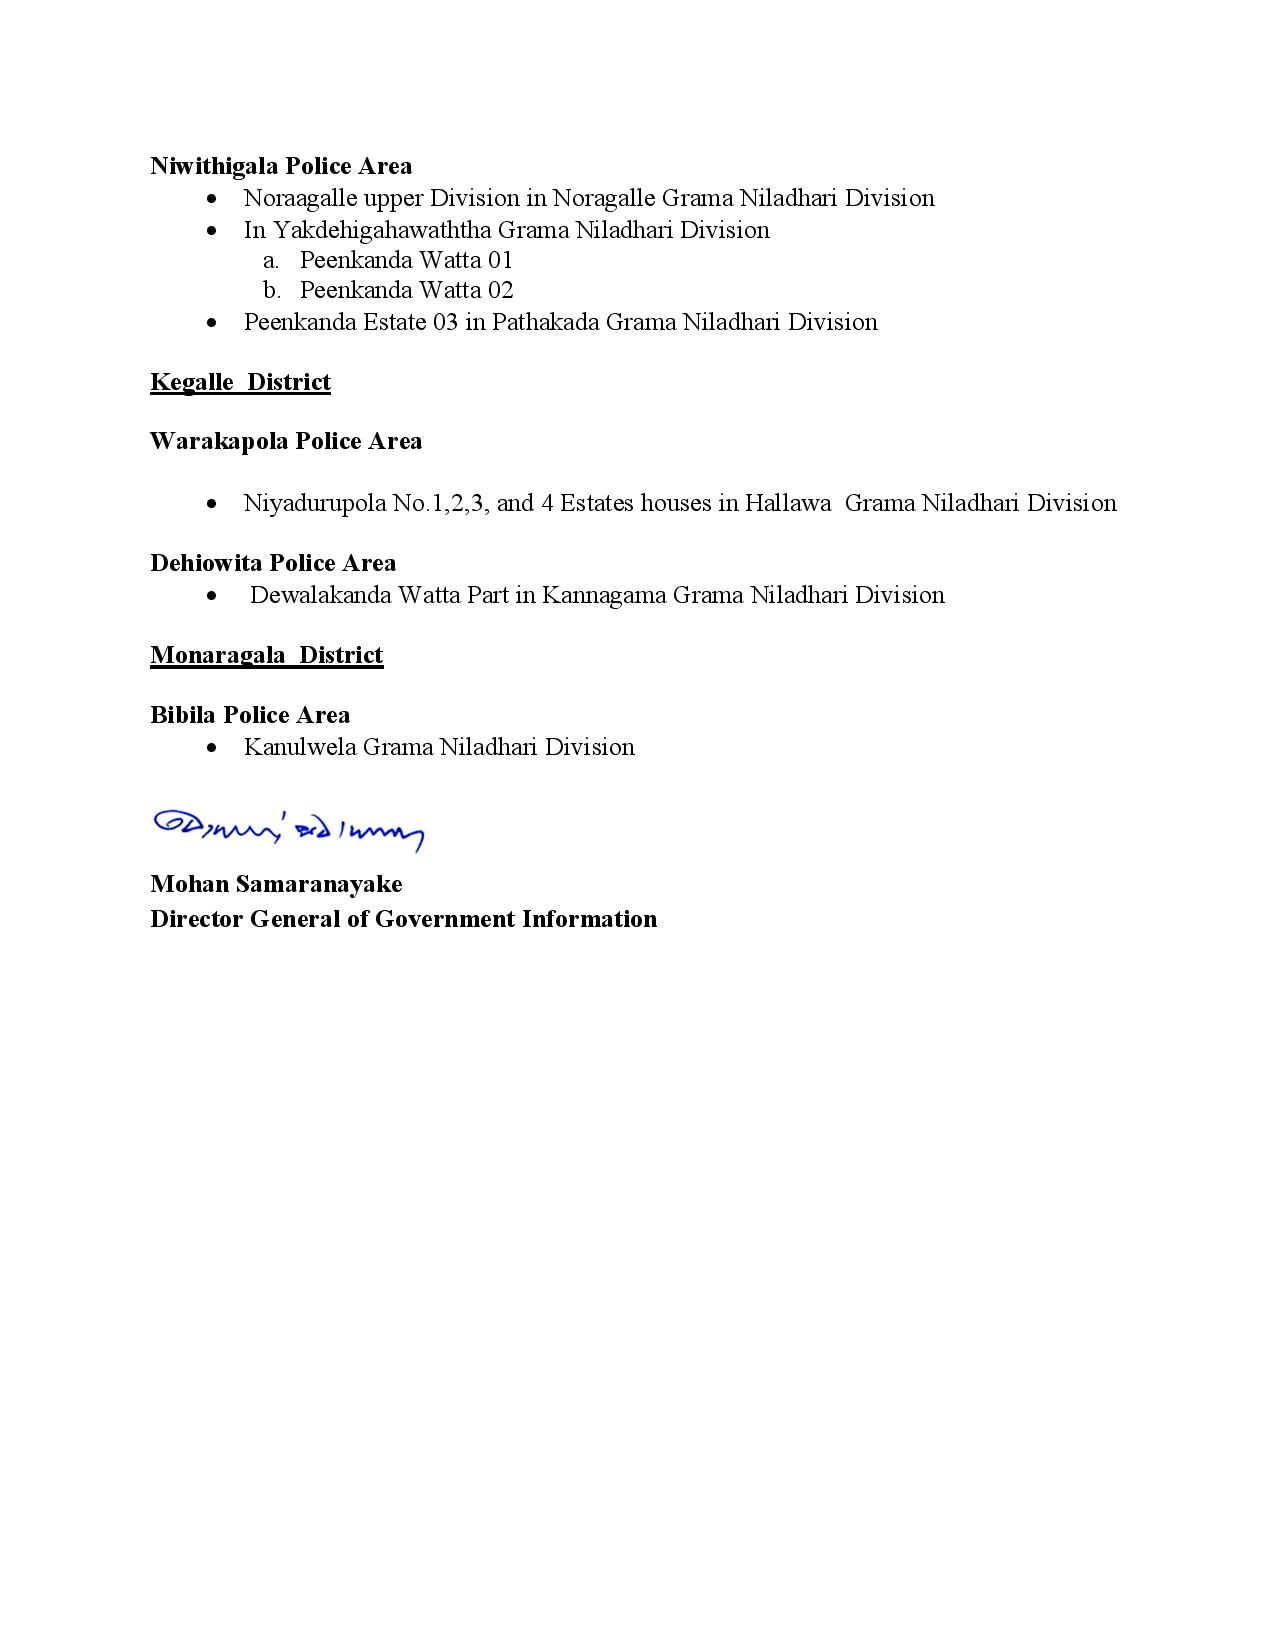 Niwithigala Police Area
• Noraagalle upper Division in Noragalle Grama Niladhari Division
• In Yakdehigahawaththa Grama Niladhari Division
a. Peenkanda Watta 01
b. Peenkanda Watta 02
• Peenkanda Estate 03 in Pathakada Grama Niladhari Division
Kegalle District
Warakapola Police Area
• Niyadurupola No.1,2,3, and 4 Estates houses in Hallawa Grama Niladhari Division
Dehiowita Police Area
• Dewalakanda Watta Part in Kannagama Grama Niladhari Division
Monaragala District
Bibila Police Area
• Kanulwela Grama Niladhari Division
Mohan Samaranayake
Director General of Government Information